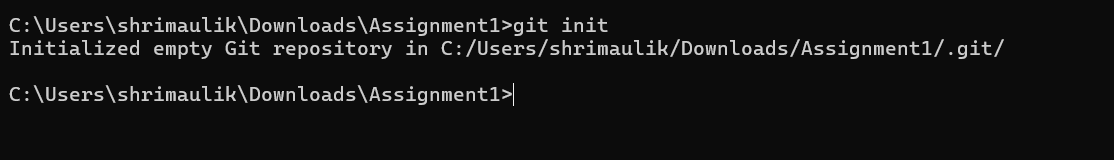 C:\Users\shrimaulik\Downloads\Assignment1>git init
Initialized empty Git repository in C:/Users/shrimaulik/Downloads/Assignment1/.git/
C:\Users\shrimaulik\Downloads\Assignment1>